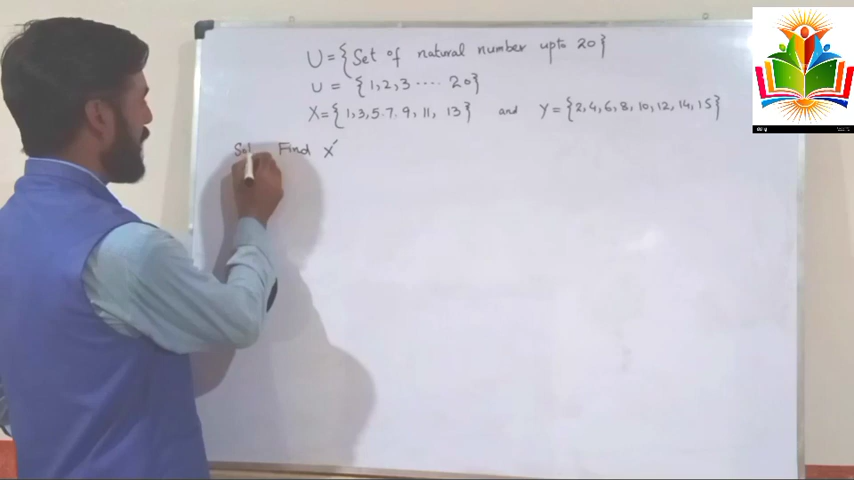 U = {Set of natural number upto 20}
U = {1,2,3 .... 20}
X = {1,3,5.7.9,11,13} and Y = {2,4,6,8,10,12,14,15}
Sol Find X'